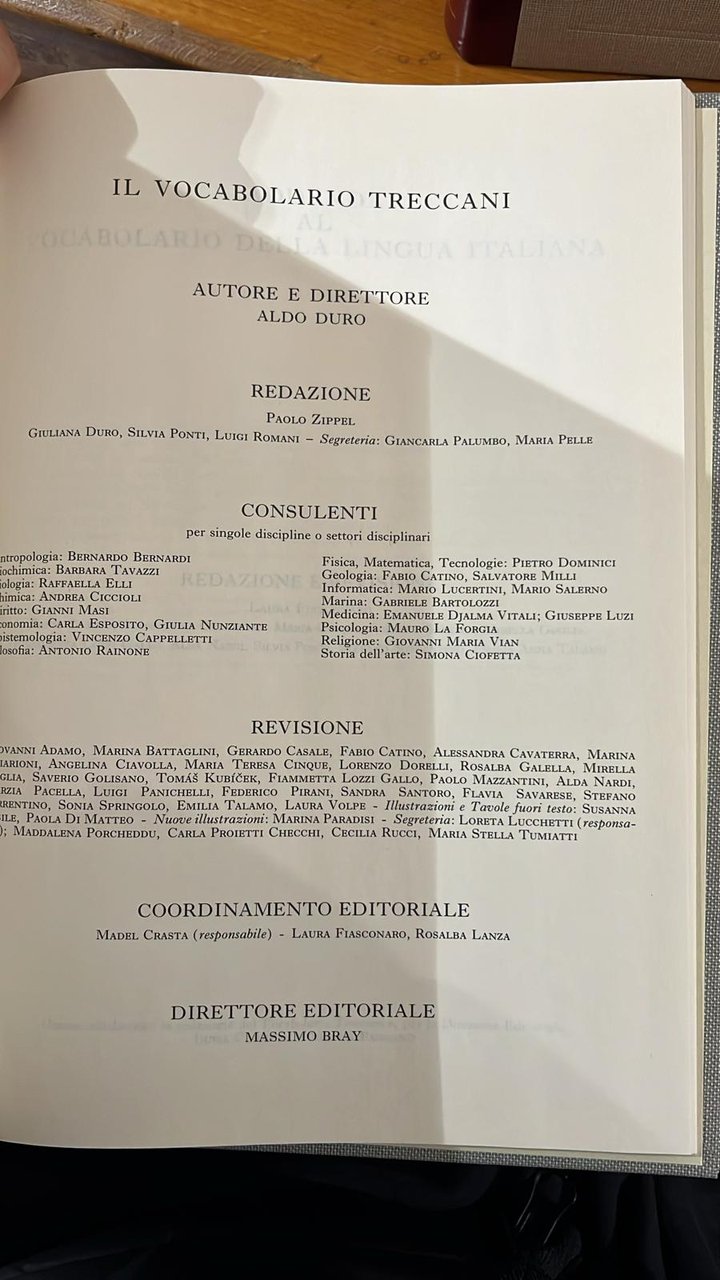 IL VOCABOLARIO TRECCANI
AUTORE E DIRETTORE
ALDO DURO
REDAZIONE
PAOLO ZIPPEL
GIULIANA DURO, SILVIA PONTI, LUIGI ROMANI – Segreteria: GIANCARLA PALUMBO, MARIA PELLE
CONSULENTI
per singole discipline o settori disciplinari
ntropologia: BERNARDO BERNARDI
iochimica: BARBARA TAVAZZI
iologia: RAFFAELLA ELLI
himica: ANDREA CICCIOLI
iritto: GIANNI MASI
conomia: CARLA ESPOSITO, GIULIA NUNZIANTE
pistemologia: VINCENZO CAPPELLETTI
losofia: ANTONIO RAINONE
Fisica, Matematica, Tecnologie: PIETRO DOMINICI
Geologia: FABIO CATINO, SALVATORE MILLI
Informatica: MARIO LUCERTINI, MARIO SALERNO
Marina: GABRIELE BARTOLOZZI
Medicina: EMANUELE DJALMA VITALI; GIUSEPPE LUZI
Psicologia: MAURO LA FORGIA
Religione: GIOVANNI MARIA VIAN
Storia dell'arte: SIMONA CIOFETTA
REVISIONE
OVANNI ADAMO, MARINA BATTAGLINI, GERARDO CASALE, FABIO CATINO, ALESSANDRA CAVATERRA, MARINA
IARIONI, ANGELINA CIAVOLLA, MARIA TERESA CINQUE, LORENZO DORELLI, ROSALBA GALELLA, MIRELLA
GLIA, SAVERIO GOLISANO, TOMÁŠ KUBÍČEK, FIAMMETTA LOZZI GALLO, PAOLO MAZZANTINI, ALDA NARDI,
RZIA PACELLA, LUIGI PANICHELLI, FEDERICO PIRANI, SANDRA SANTORO, FLAVIA SAVARESE, STEFANO
RRENTINO, SONIA SPRINGOLO, EMILIA TALAMO, LAURA VOLPE - Illustrazioni e Tavole fuori testo: SUSANNA
ILE, PAOLA DI MATTEO - Nuove illustrazioni: MARINA PARADISI - Segreteria: LORETA LUCCHETTI (responsa-
); MADDALENA PORCHEDDU, CARLA PROIETTI CHECCHI, CECILIA RUCCI, MARIA STELLA TUMIATTI
COORDINAMENTO EDITORIALE
MADEL CRASTA (responsabile) - LAURA FIASCONARO, ROSALBA LANZA
DIRETTORE EDITORIALE
MASSIMO BRAY